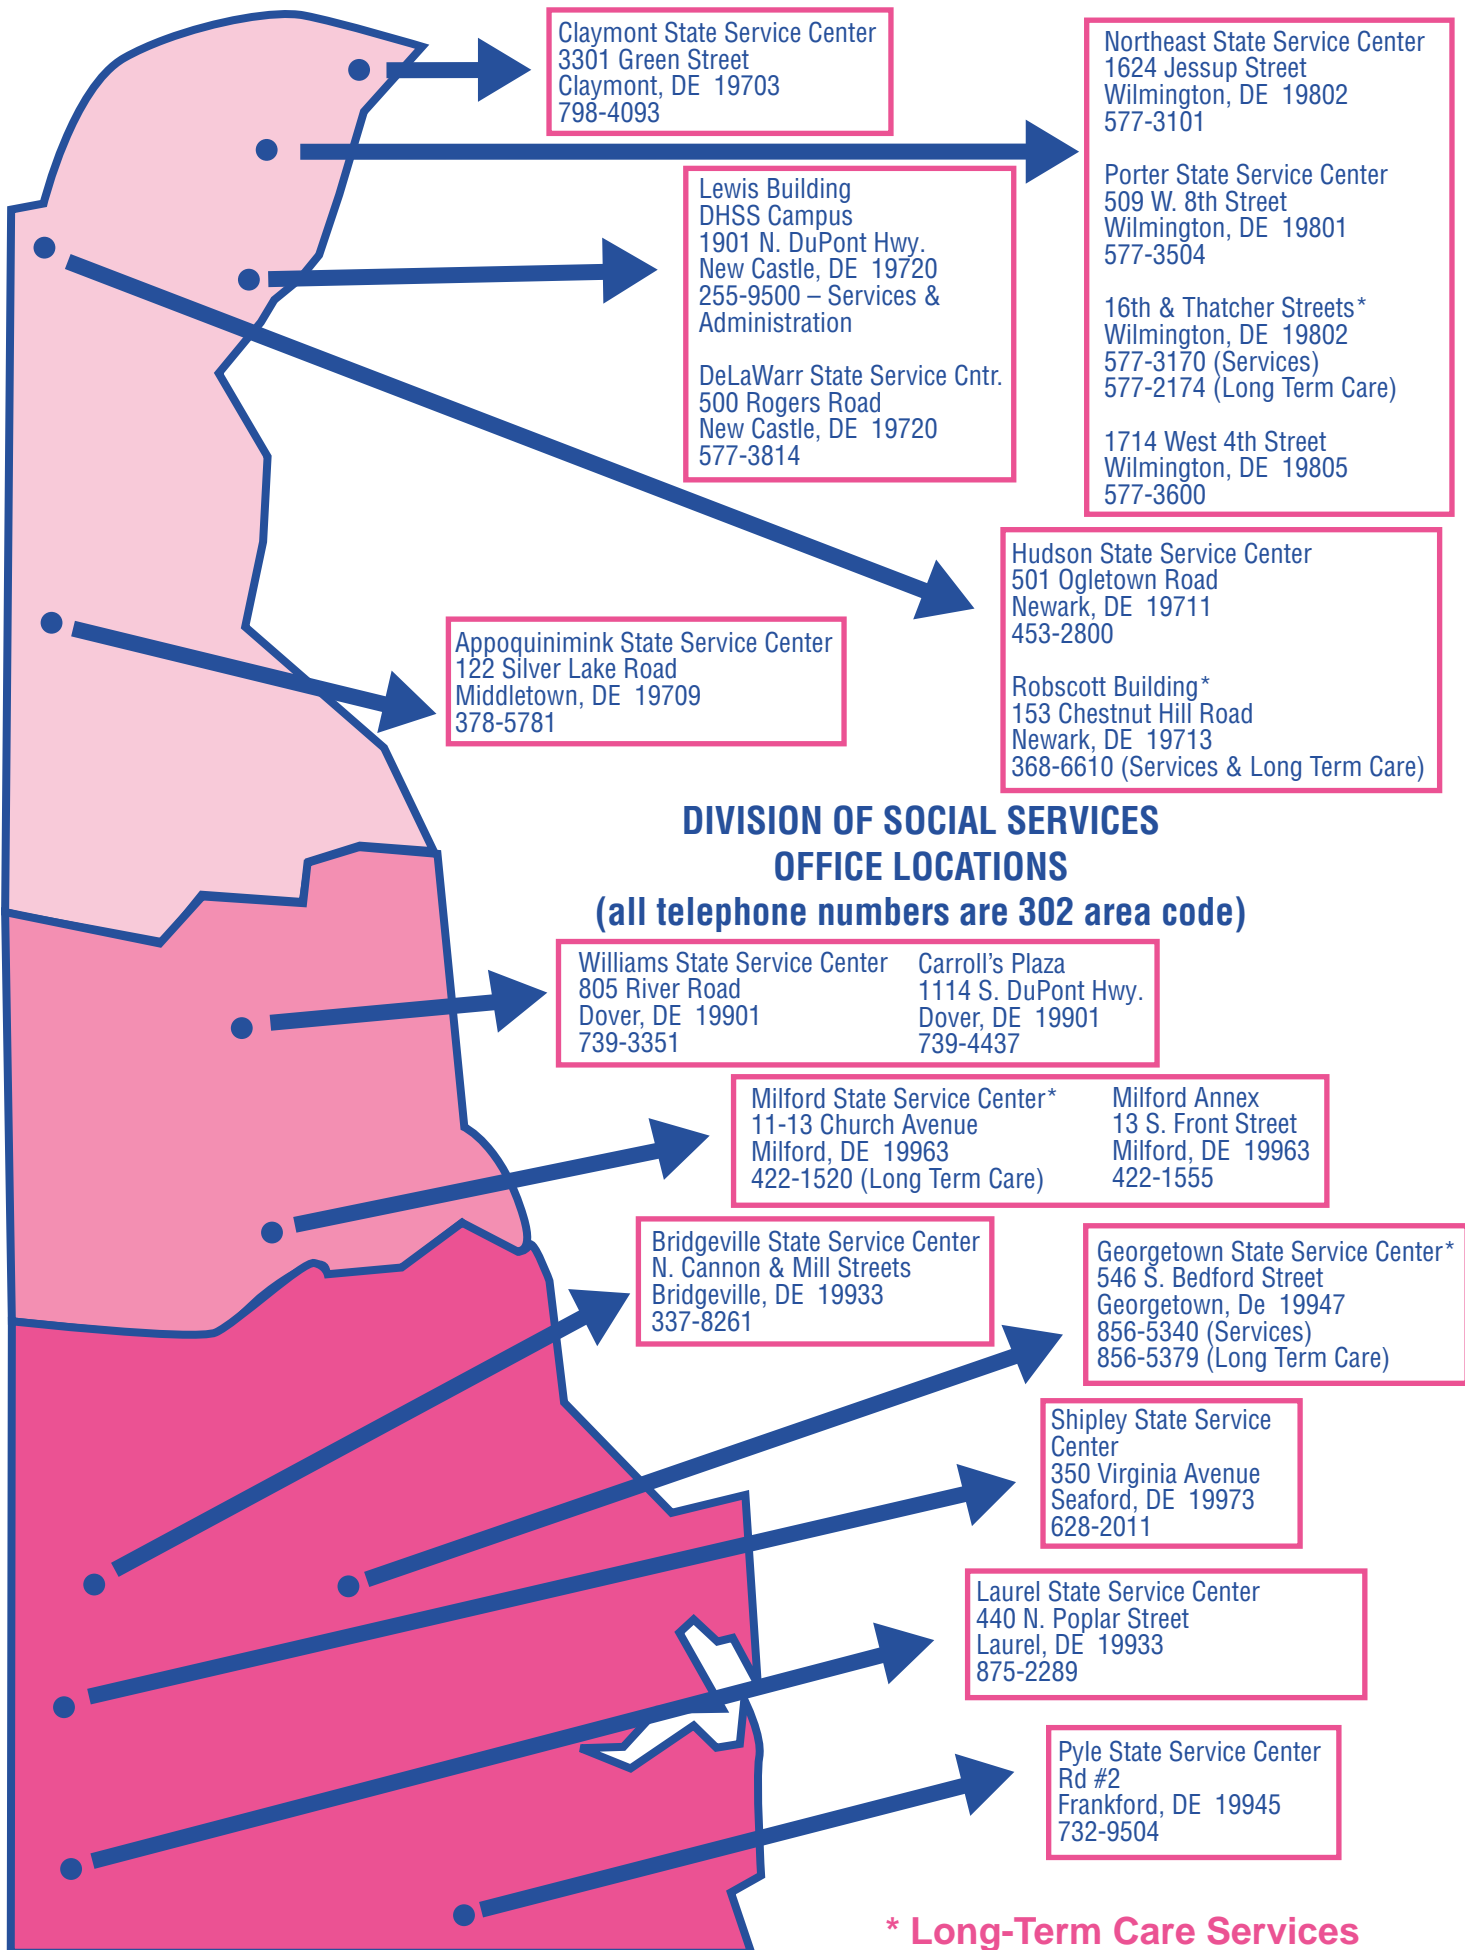 Claymont State Service Center
3301 Green Street
Claymont, DE 19703
798-4093
Northeast State Service Center
1624 Jessup Street
Wilmington, DE 19802
577-3101
Porter State Service Center
509 W. 8th Street
Wilmington, DE 19801
577-3504
16th & Thatcher Streets*
Wilmington, DE 19802
577-3170 (Services)
577-2174 (Long Term Care)
1714 West 4th Street
Wilmington, DE 19805
577-3600
Lewis Building
DHSS Campus
1901 N. DuPont Hwy.
New Castle, DE 19720
255-9500 – Services &
Administration
DeLaWarr State Service Cntr.
500 Rogers Road
New Castle, DE 19720
577-3814
Hudson State Service Center
501 Ogletown Road
Newark, DE 19711
453-2800
Robscott Building*
153 Chestnut Hill Road
Newark, DE 19713
368-6610 (Services & Long Term Care)
Appoquinimink State Service Center
122 Silver Lake Road
Middletown, DE 19709
378-5781
DIVISION OF SOCIAL SERVICES
OFFICE LOCATIONS
(all telephone numbers are 302 area code)
Williams State Service Center
805 River Road
Dover, DE 19901
739-3351
Carroll's Plaza
1114 S. DuPont Hwy.
Dover, DE 19901
739-4437
Milford State Service Center*
11-13 Church Avenue
Milford, DE 19963
422-1520 (Long Term Care)
Milford Annex
13 S. Front Street
Milford, DE 19963
422-1555
Bridgeville State Service Center
N. Cannon & Mill Streets
Bridgeville, DE 19933
337-8261
Georgetown State Service Center*
546 S. Bedford Street
Georgetown, De 19947
856-5340 (Services)
856-5379 (Long Term Care)
Shipley State Service
Center
350 Virginia Avenue
Seaford, DE 19973
628-2011
Laurel State Service Center
440 N. Poplar Street
Laurel, DE 19933
875-2289
Pyle State Service Center
Rd #2
Frankford, DE 19945
732-9504
* Long-Term Care Services